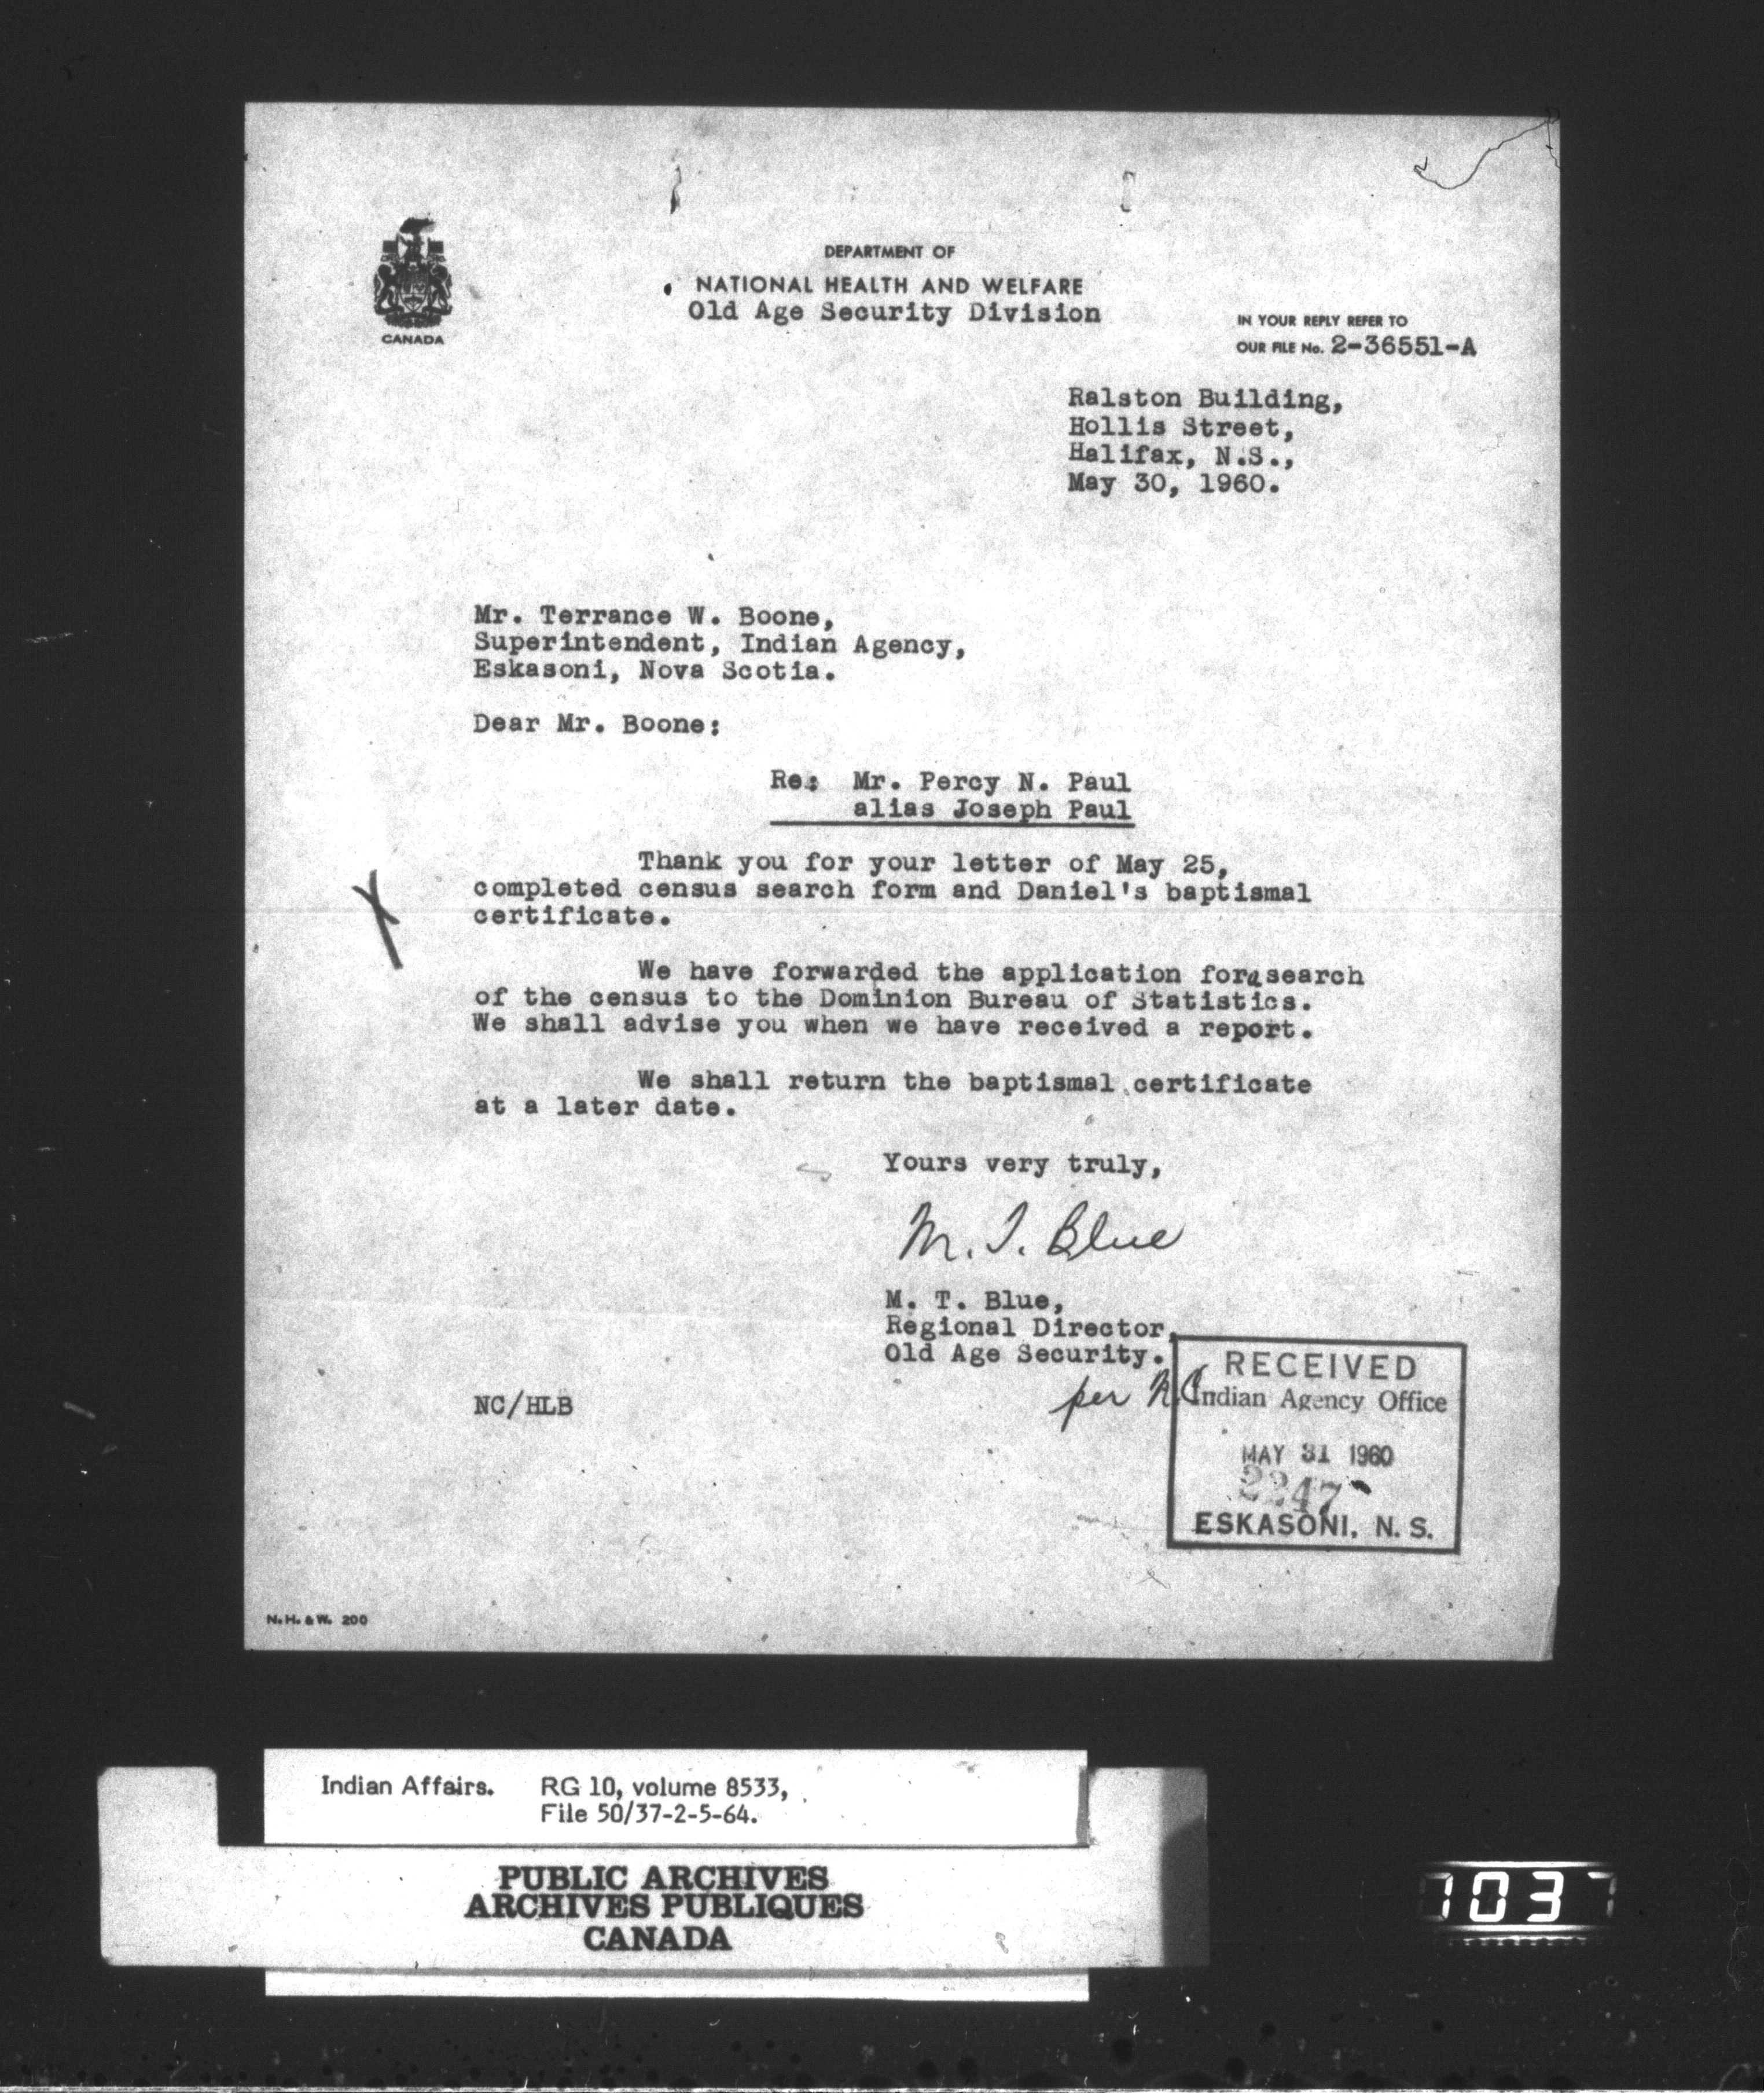 DEPARTMENT OF
NATIONAL HEALTH AND WELFARE
Old Age Security Division
CANADA
IN YOUR REPLY REFER TO
OUR FILE No. 2-36551-A
Ralston Building,
Hollis Street,
Halifax, N.S.,
May 30, 1960.
Mr. Terrance W. Boone,
Superintendent, Indian Agency,
Eskasoni, Nova Scotia.
Dear Mr. Boone:
Re: Mr. Percy N. Paul
alias Joseph Paul
Thank you for your letter of May 25,
completed census search form and Daniel's baptismal
certificate.
We have forwarded the application for a search
of the census to the Dominion Bureau of Statistics.
We shall advise you when we have received a report.
We shall return the baptismal certificate
at a later date.
Yours very truly,
M. T. Blue
M. T. Blue,
Regional Director,
Old Age Security.
per N.C.
NC/HLB
RECEIVED
Indian Agency Office
MAY 31 1960
2247
ESKASONI, N. S.
N. H. & W. 200
Indian Affairs. RG 10, volume 8533,
File 50/37-2-5-64.
PUBLIC ARCHIVES
ARCHIVES PUBLIQUES
CANADA
1037